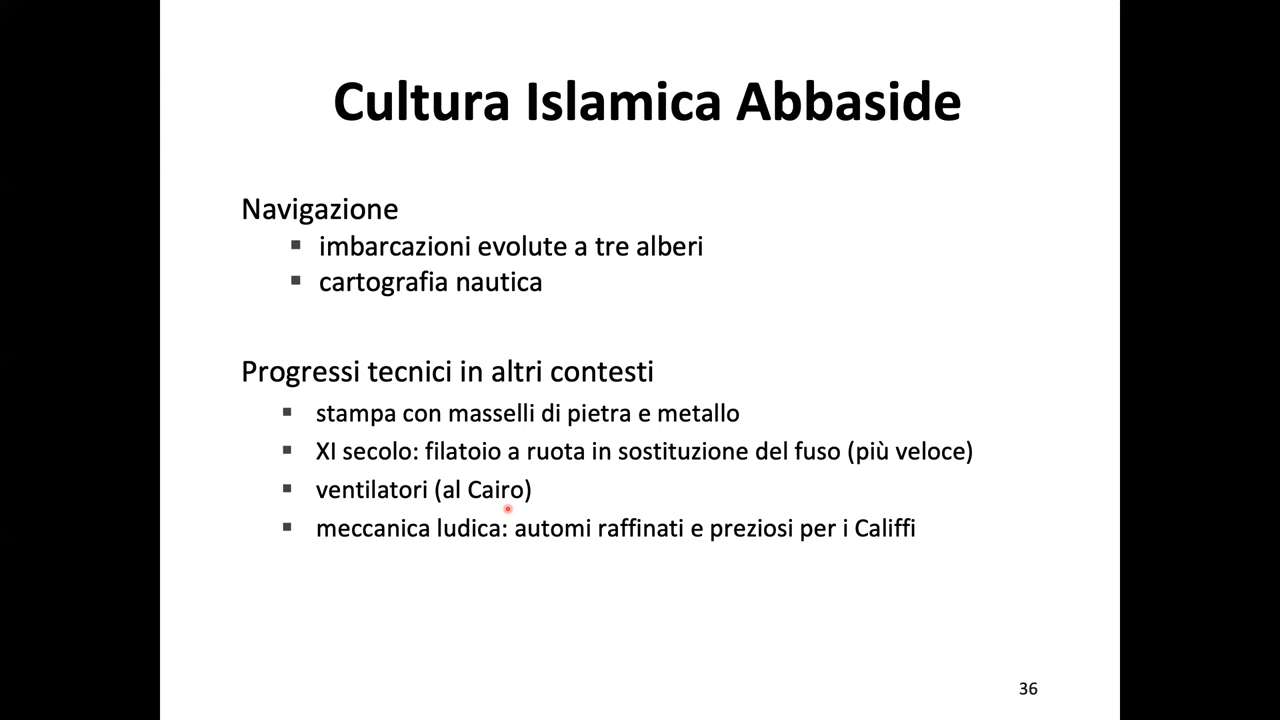 Cultura Islamica Abbaside
Navigazione
▪ imbarcazioni evolute a tre alberi
▪ cartografia nautica
Progressi tecnici in altri contesti
▪ stampa con masselli di pietra e metallo
▪ XI secolo: filatoio a ruota in sostituzione del fuso (più veloce)
▪ ventilatori (al Cairo)
▪ meccanica ludica: automi raffinati e preziosi per i Califfi
36